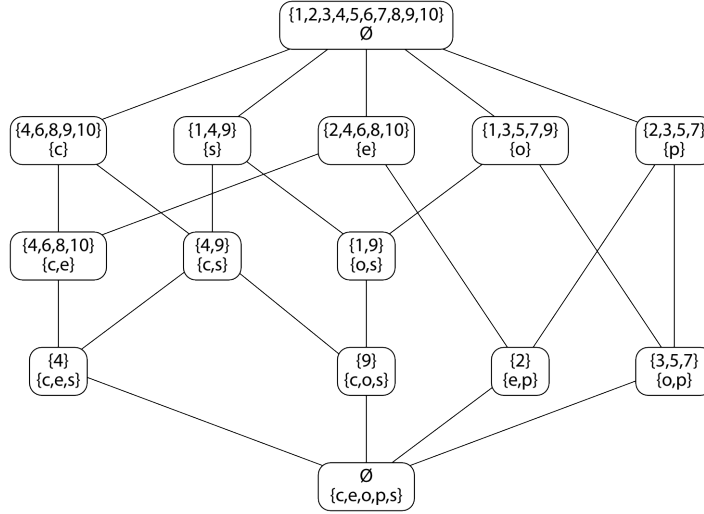 {1,2,3,4,5,6,7,8,9,10}
Ø
{4,6,8,9,10}
{c}
{1,4,9}
{s}
{2,4,6,8,10}
{e}
{1,3,5,7,9}
{o}
{2,3,5,7}
{p}
{4,6,8,10}
{c,e}
{4,9}
{c,s}
{1,9}
{o,s}
{4}
{c,e,s}
{9}
{c,o,s}
{2}
{e,p}
{3,5,7}
{o,p}
Ø
{c,e,o,p,s}